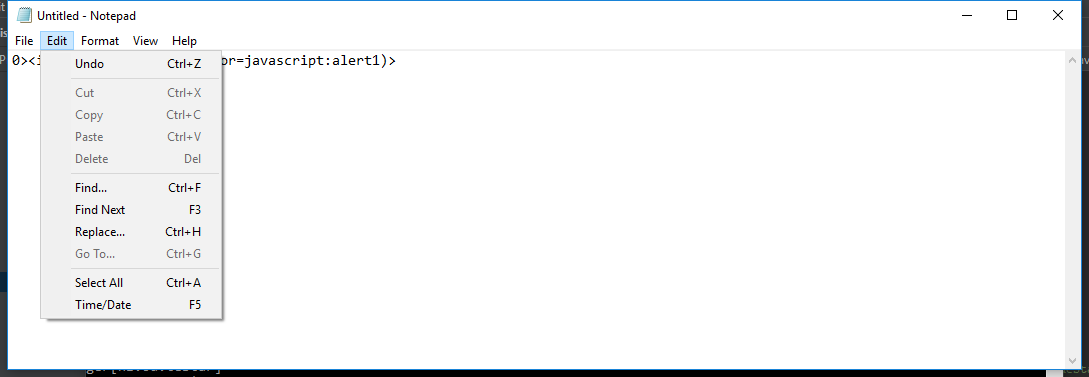 Untitled - Notepad
File Edit Format View Help
0><i or=javascript:alert1)>
Undo Ctrl+Z
Cut Ctrl+X
Copy Ctrl+C
Paste Ctrl+V
Delete Del
Find... Ctrl+F
Find Next F3
Replace... Ctrl+H
Go To... Ctrl+G
Select All Ctrl+A
Time/Date F5